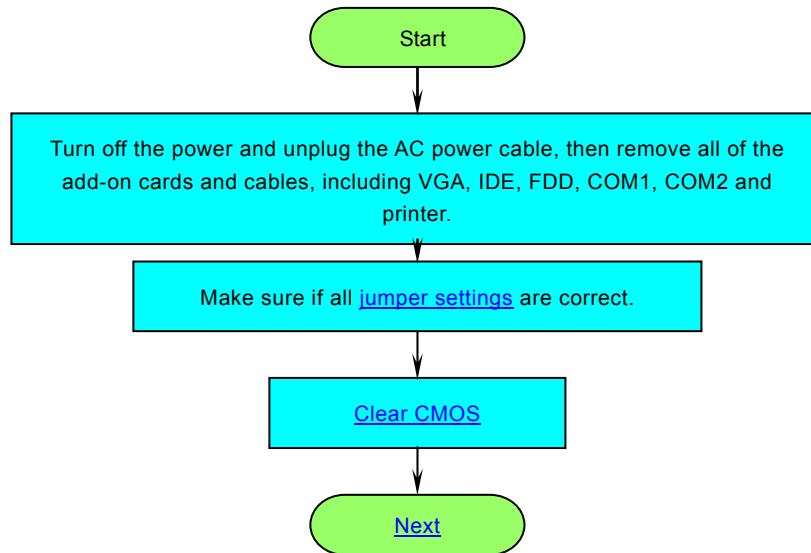 Start
Turn off the power and unplug the AC power cable, then remove all of the
add-on cards and cables, including VGA, IDE, FDD, COM1, COM2 and
printer.
Make sure if all jumper settings are correct.
Clear CMOS
Next